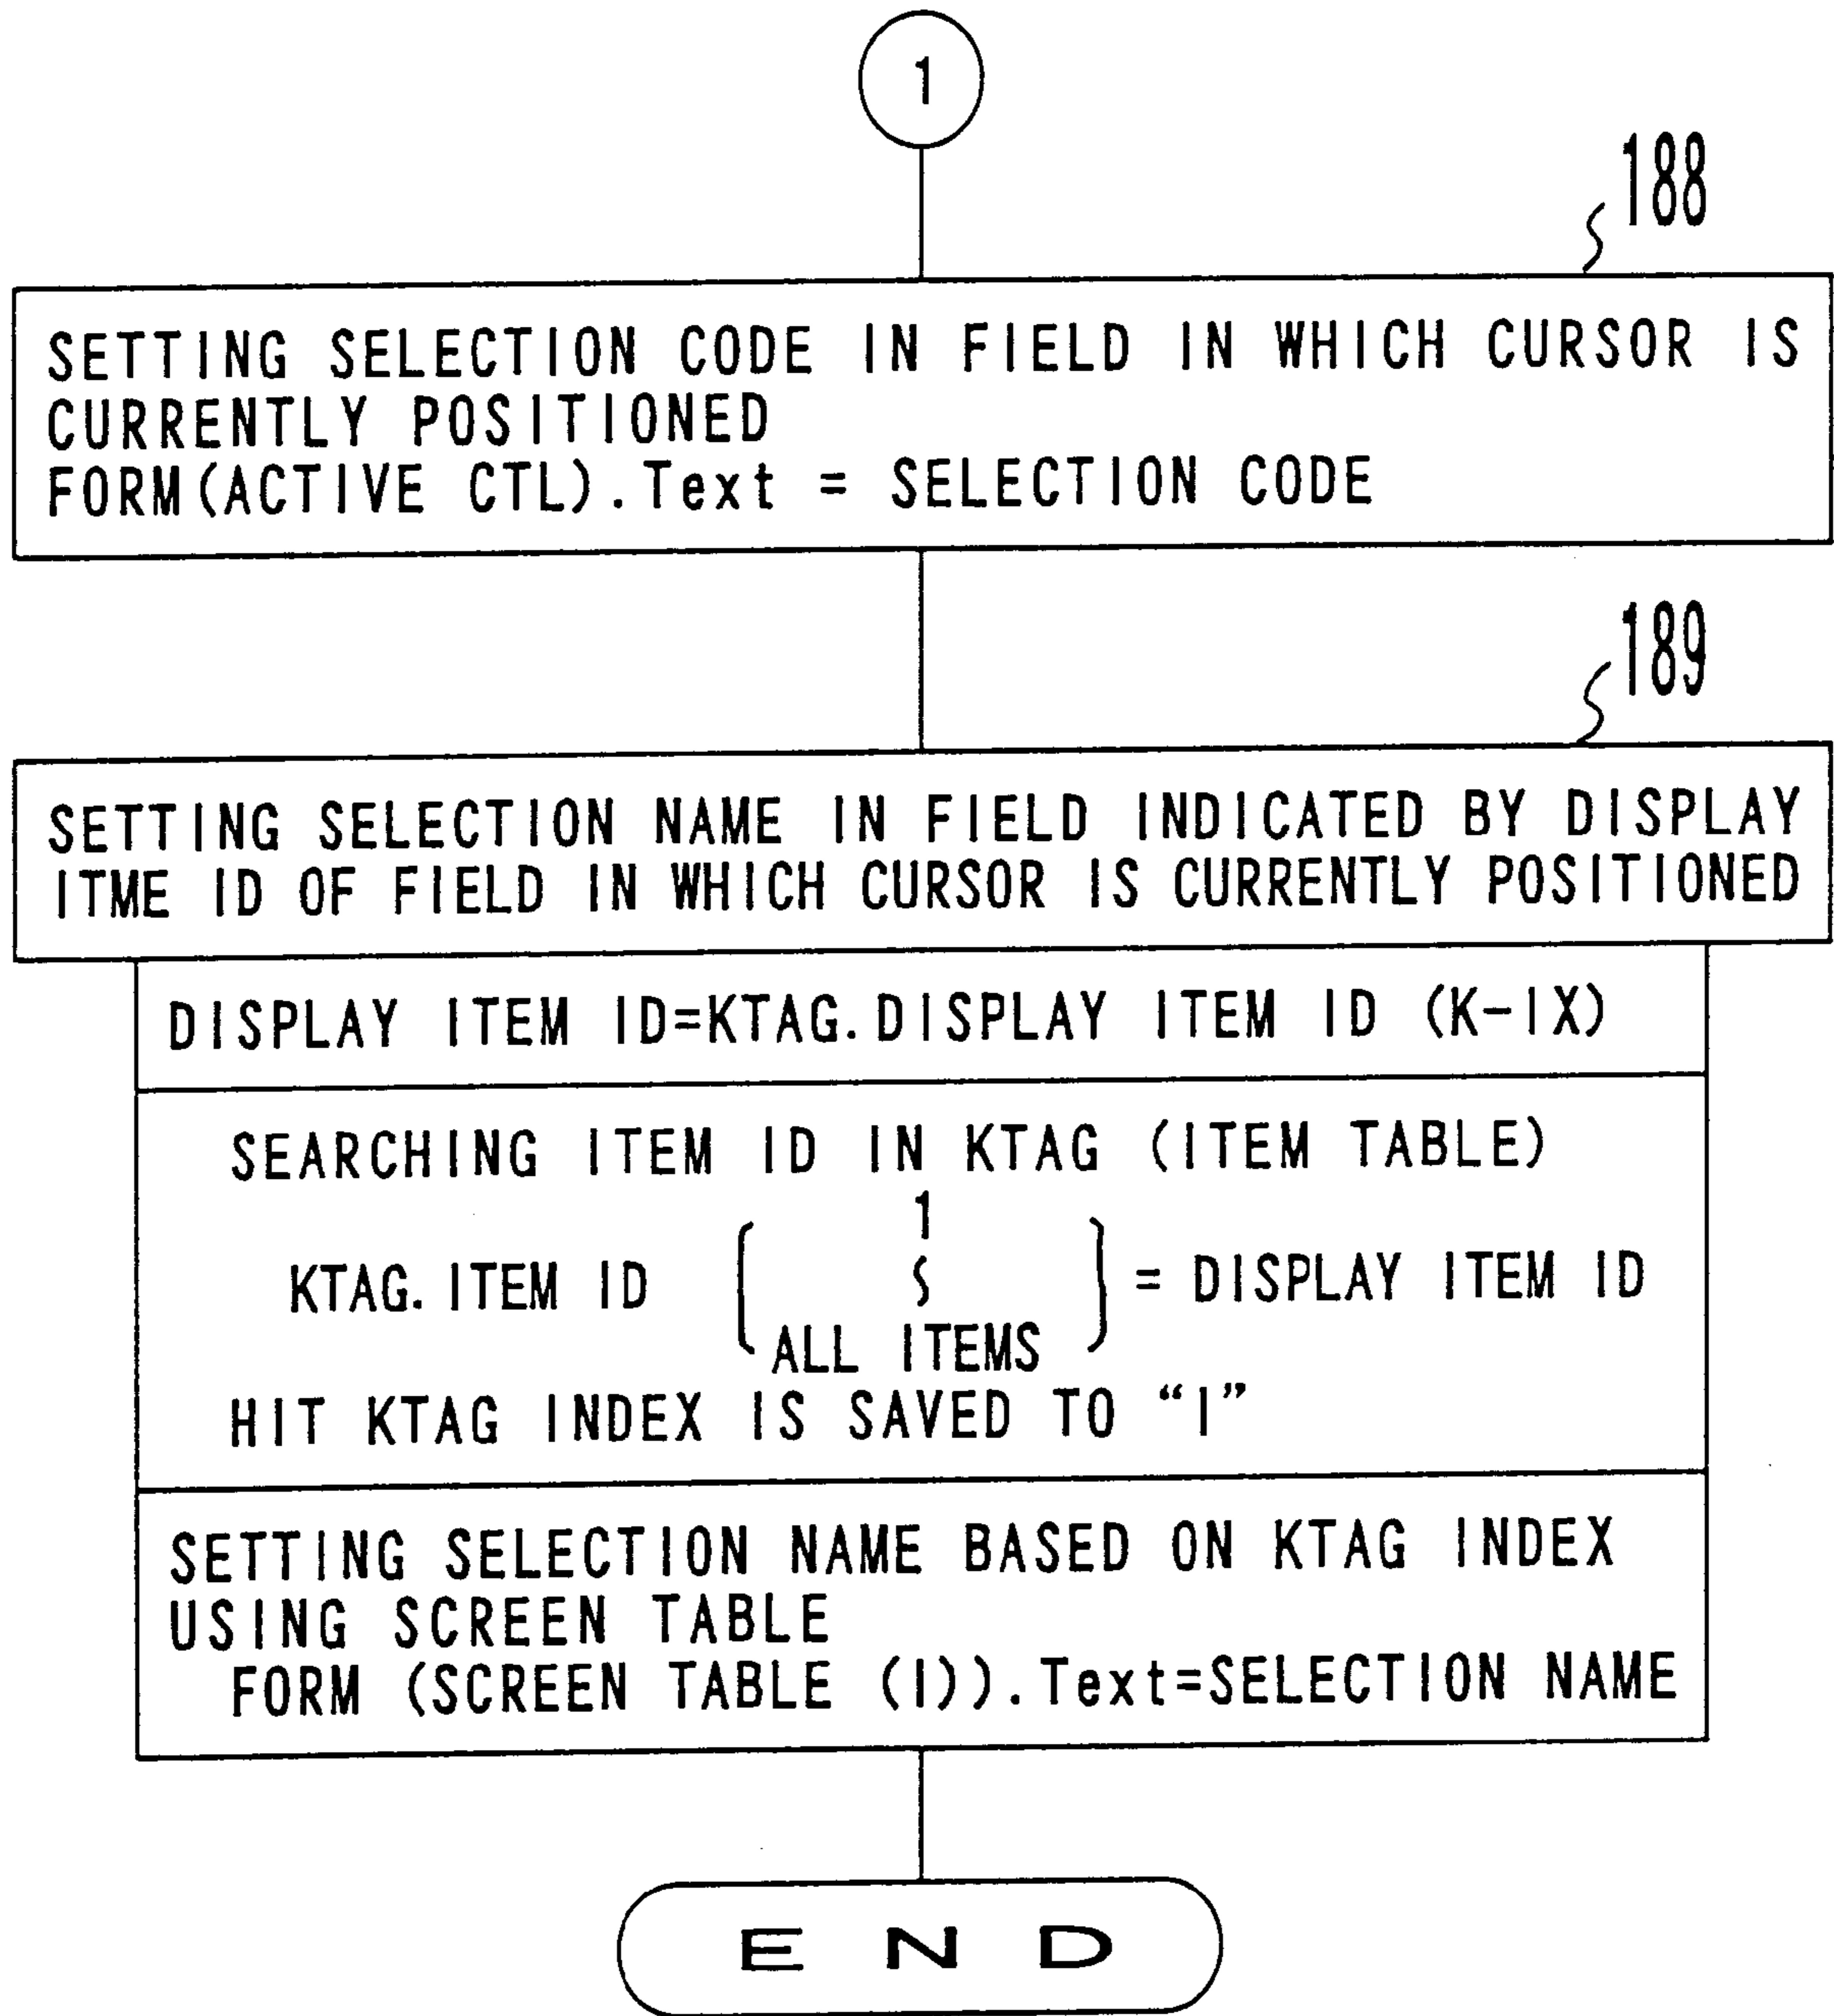 1
188
SETTING SELECTION CODE IN FIELD IN WHICH CURSOR IS
CURRENTLY POSITIONED
FORM(ACTIVE CTL).Text = SELECTION CODE
189
SETTING SELECTION NAME IN FIELD INDICATED BY DISPLAY
ITME ID OF FIELD IN WHICH CURSOR IS CURRENTLY POSITIONED
DISPLAY ITEM ID=KTAG.DISPLAY ITEM ID (K-IX)
SEARCHING ITEM ID IN KTAG (ITEM TABLE)
1
KTAG.ITEM ID { ∫ } = DISPLAY ITEM ID
ALL ITEMS
HIT KTAG INDEX IS SAVED TO “I”
SETTING SELECTION NAME BASED ON KTAG INDEX
USING SCREEN TABLE
FORM (SCREEN TABLE (I)).Text=SELECTION NAME
END